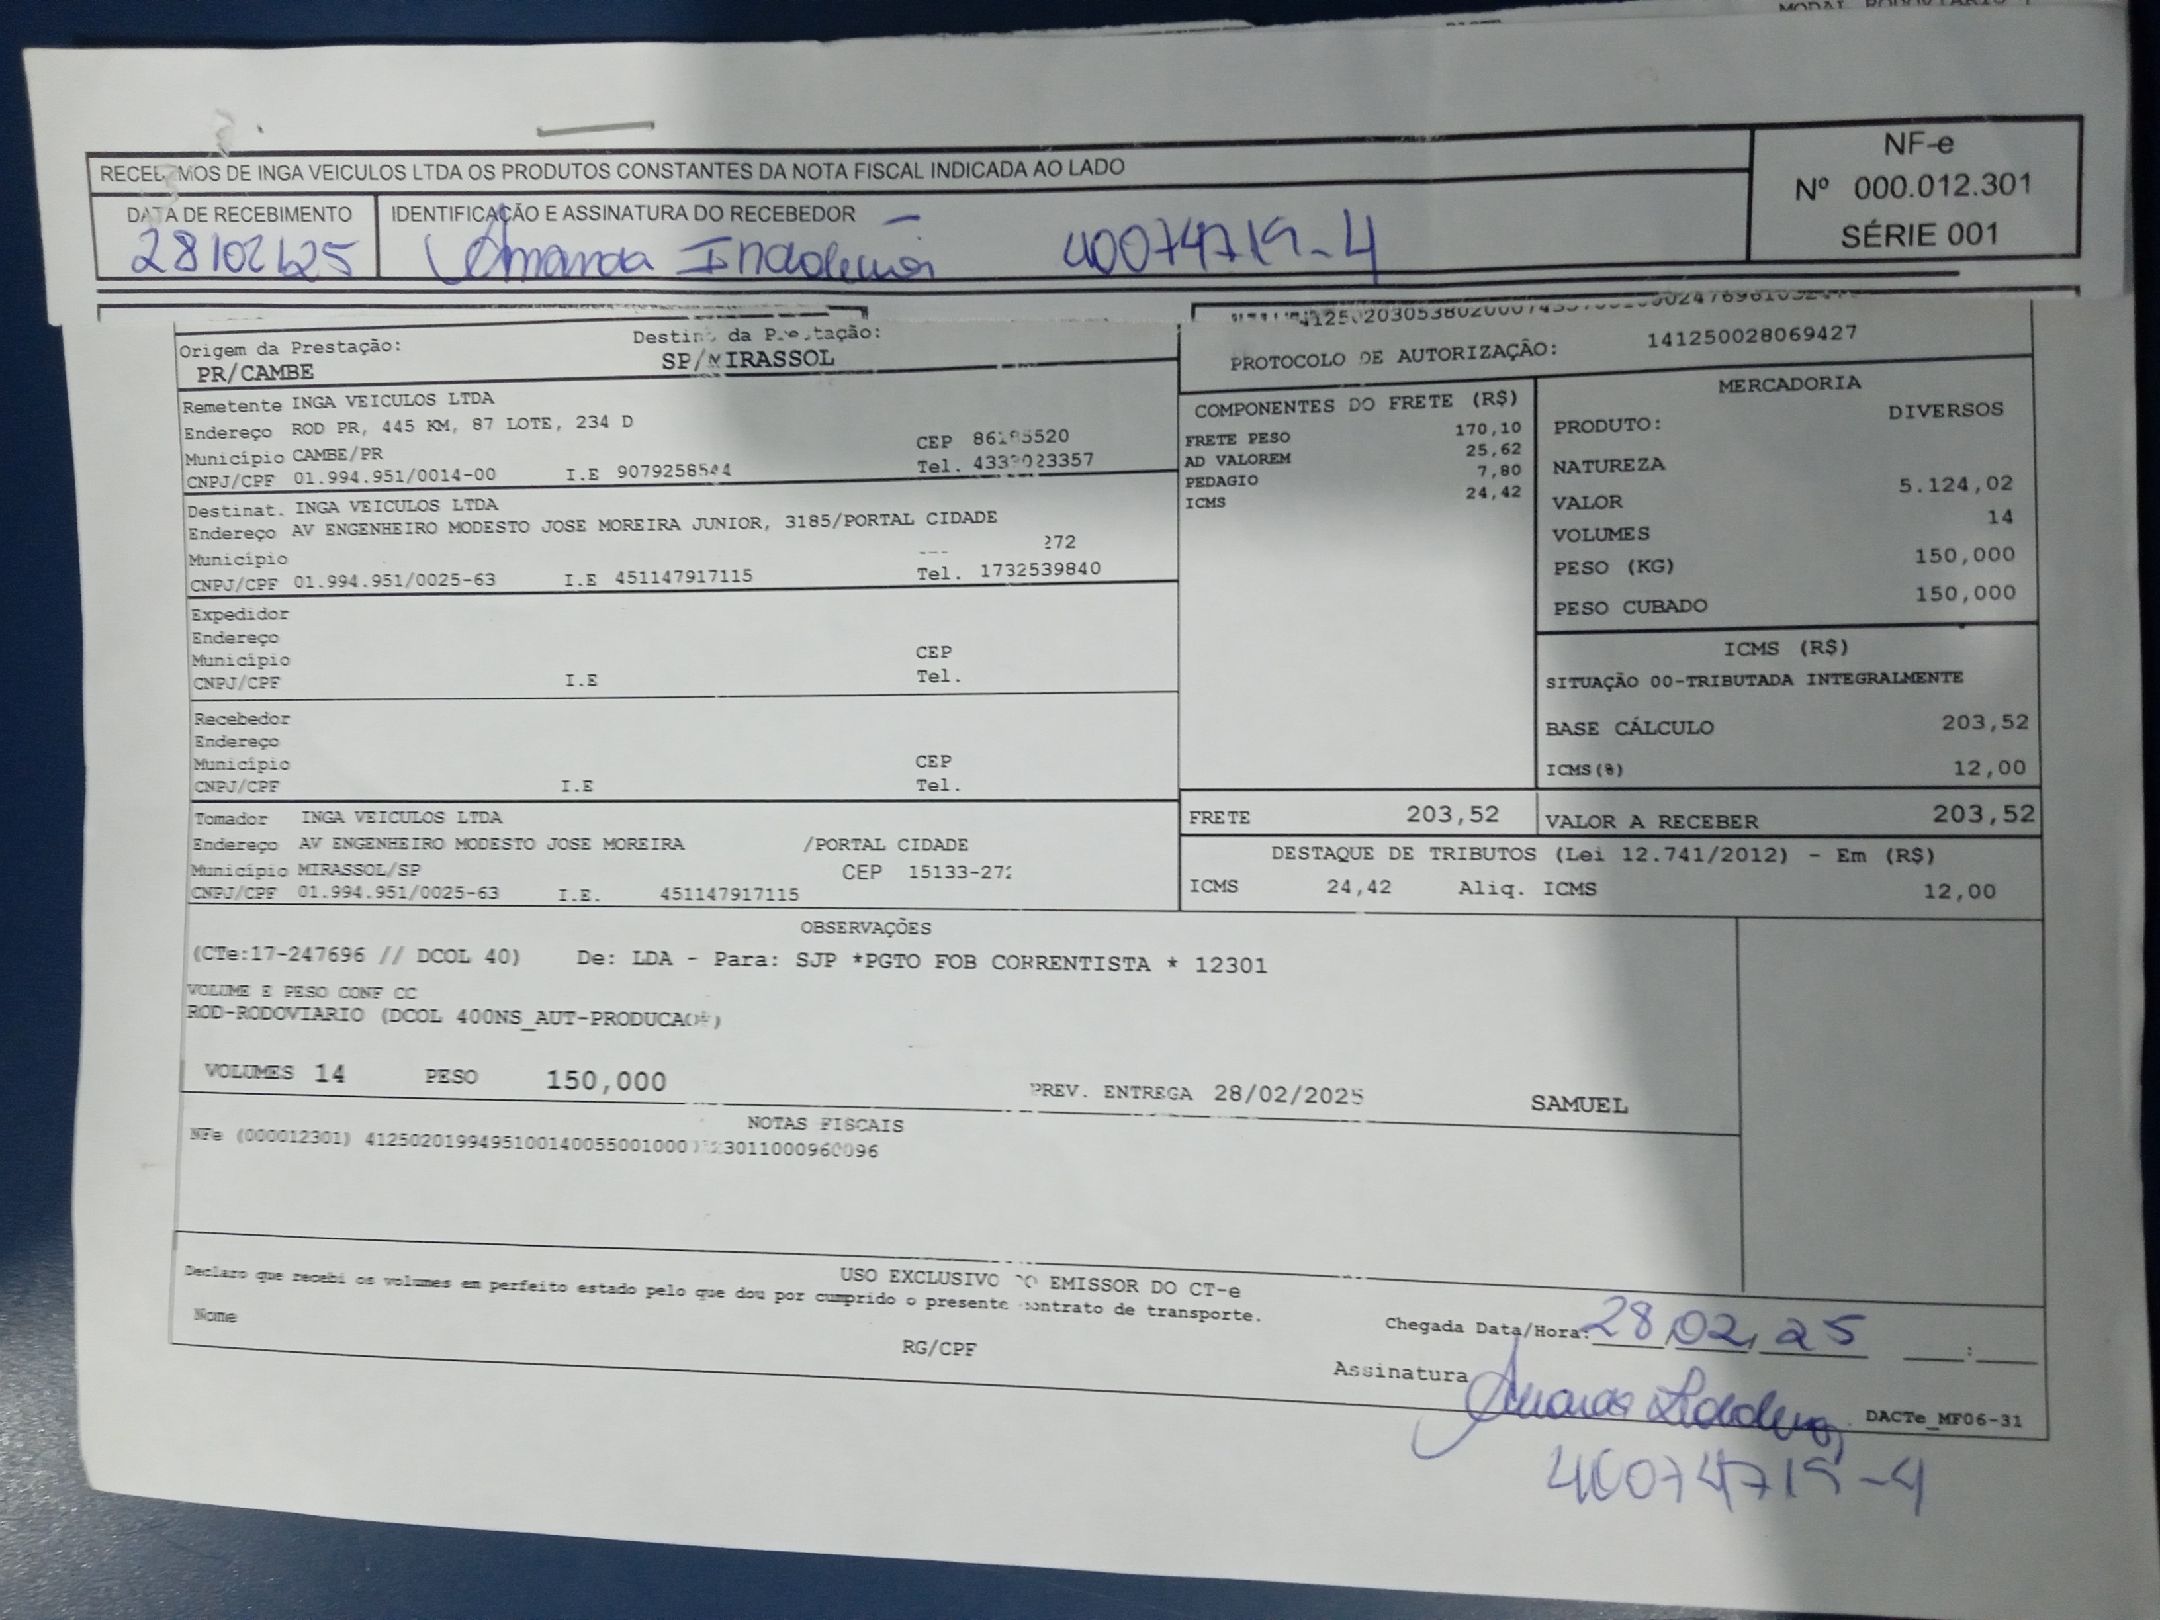 RECEBEMOS DE INGA VEICULOS LTDA OS PRODUTOS CONSTANTES DA NOTA FISCAL INDICADA AO LADO
NF-e
Nº 000.012.301
SÉRIE 001
DATA DE RECEBIMENTO
28/02/25
IDENTIFICAÇÃO E ASSINATURA DO RECEBEDOR
Amanda 40074719-4
Origem da Prestação:
PR/CAMBE
Destino da Prestação:
SP/MIRASSOL
PROTOCOLO DE AUTORIZAÇÃO: 141250028069427
Remetente INGA VEICULOS LTDA
Endereço ROD PR, 445 KM, 87 LOTE, 234 D
Município CAMBE/PR CEP
CNPJ/CPF 01.994.951/0014-00 I.E Tel.
Destinat. INGA VEICULOS LTDA
Endereço AV ENGENHEIRO MODESTO JOSE MOREIRA JUNIOR, 3185/PORTAL CIDADE
Município 272
CNPJ/CPF 01.994.951/0025-63 I.E 451147917115 Tel. 1732539840
Expedidor
Endereço
Município CEP
CNPJ/CPF I.E Tel.
Recebedor
Endereço
Município CEP
CNPJ/CPF I.E Tel.
Tomador INGA VEICULOS LTDA
Endereço AV ENGENHEIRO MODESTO JOSE MOREIRA /PORTAL CIDADE
Município MIRASSOL/SP CEP 15133-272
CNPJ/CPF 01.994.951/0025-63 I.E. 451147917115
COMPONENTES DO FRETE (R$)
FRETE PESO 170,10
AD VALOREM 25,62
PEDAGIO 7,80
ICMS 24,42
MERCADORIA
PRODUTO: DIVERSOS
NATUREZA
VALOR 5.124,02
VOLUMES 14
PESO (KG) 150,000
PESO CUBADO 150,000
ICMS (R$)
SITUAÇÃO 00-TRIBUTADA INTEGRALMENTE
BASE CÁLCULO 203,52
ICMS(%) 12,00
FRETE 203,52
VALOR A RECEBER 203,52
DESTAQUE DE TRIBUTOS (Lei 12.741/2012) - Em (R$)
ICMS 24,42 Aliq. ICMS 12,00
OBSERVAÇÕES
(CTe:17-247696 // DCOL 40) De: LDA - Para: SJP *PGTO FOB CORRENTISTA * 12301
VOLUME E PESO CONF CC
ROD-RODOVIARIO (DCOL 400NS_AUT-PRODUCAO#)
VOLUMES 14 PESO 150,000 PREV. ENTREGA 28/02/2025 SAMUEL
NOTAS FISCAIS
NFe (000012301)
USO EXCLUSIVO DO EMISSOR DO CT-e
Declaro que recebi os volumes em perfeito estado pelo que dou por cumprido o presente contrato de transporte.
Nome RG/CPF
Chegada Data/Hora: 28/02/25 :
Assinatura
DACTe_MF06-31
40074719-4